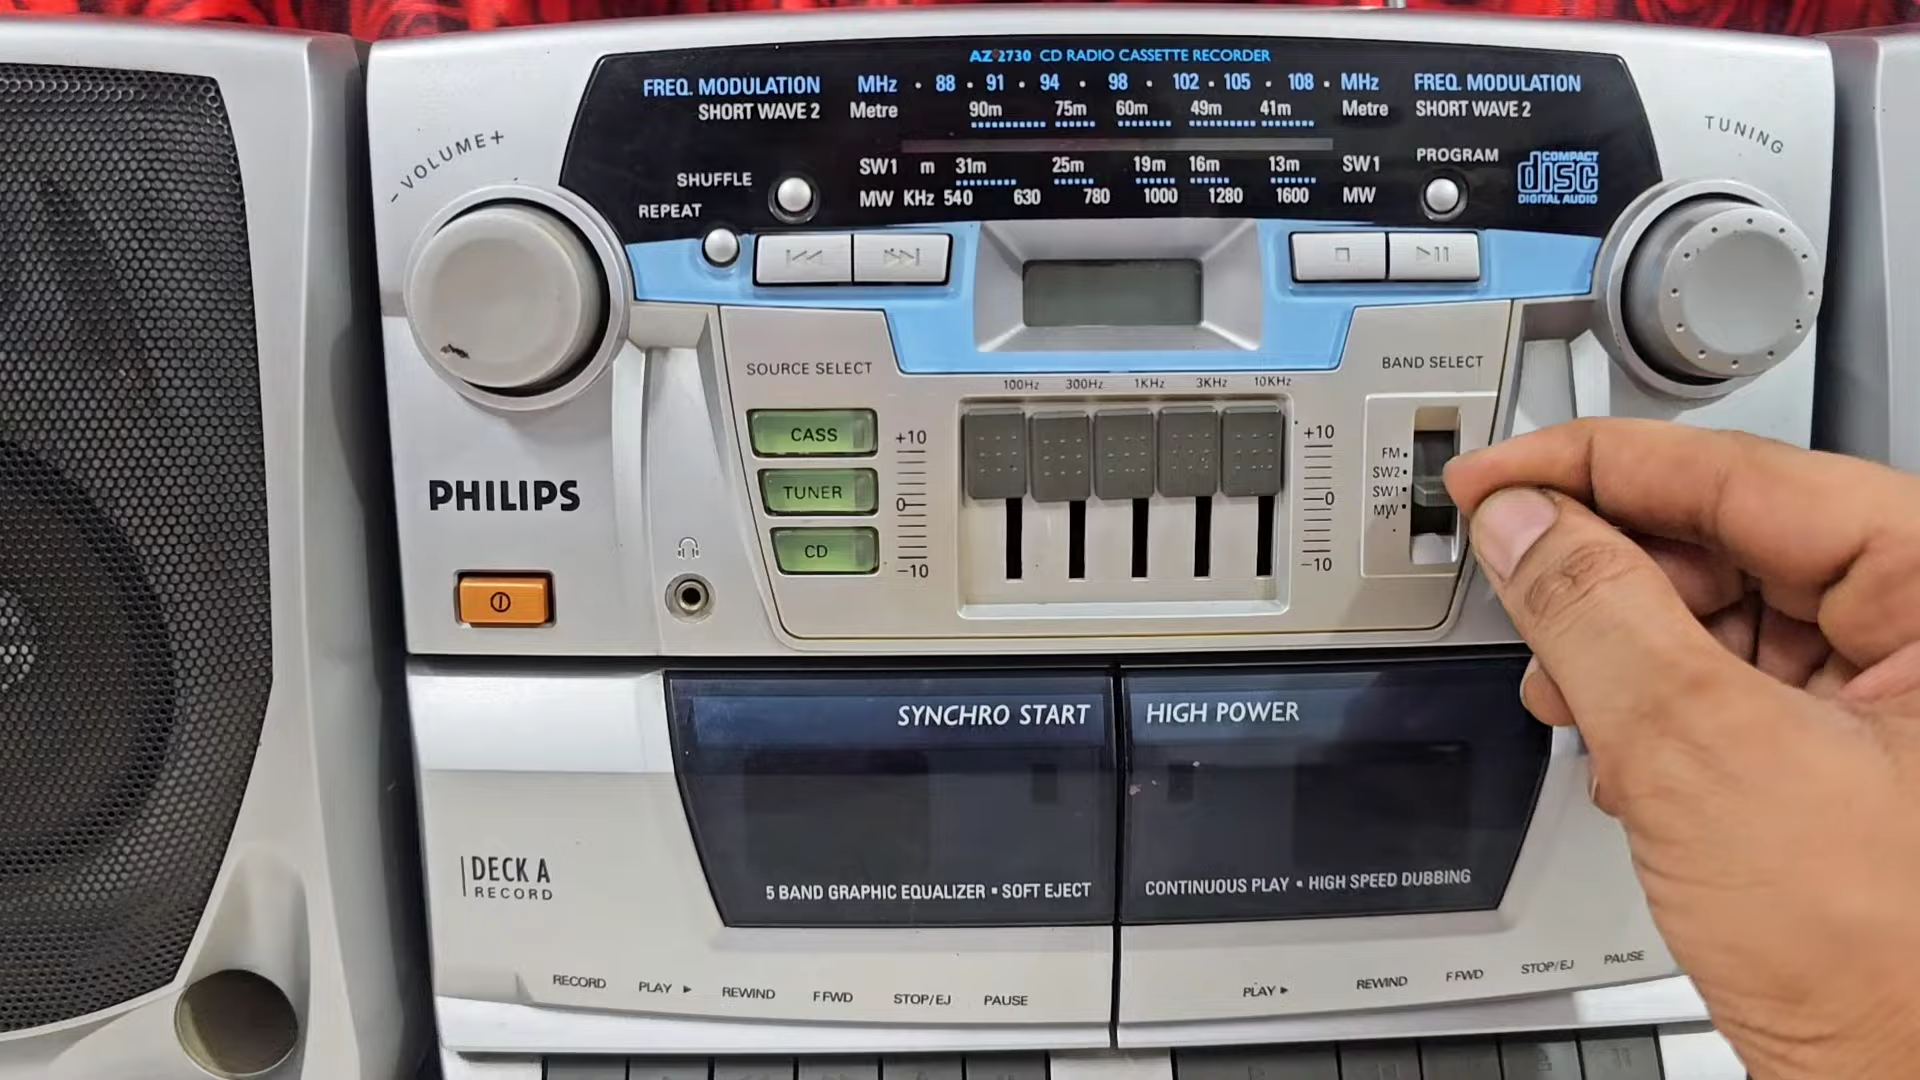 AZ 2730 CD RADIO CASSETTE RECORDER
FREQ. MODULATION MHz · 88 · 91 · 94 · 98 · 102 · 105 · 108 · MHz FREQ. MODULATION
SHORT WAVE 2 Metre 90m 75m 60m 49m 41m Metre SHORT WAVE 2
SW1 m 31m 25m 19m 16m 13m SW1
MW KHz 540 630 780 1000 1280 1600 MW
SHUFFLE
REPEAT
PROGRAM
COMPACT
disc
DIGITAL AUDIO
– VOLUME +
TUNING
SOURCE SELECT
CASS
TUNER
CD
100Hz 300Hz 1KHz 3KHz 10KHz
+10
0
–10
+10
0
–10
BAND SELECT
FM
SW2
SW1
MW
PHILIPS
SYNCHRO START
HIGH POWER
5 BAND GRAPHIC EQUALIZER • SOFT EJECT
CONTINUOUS PLAY • HIGH SPEED DUBBING
DECK A
RECORD
RECORD PLAY ► REWIND F FWD STOP/EJ PAUSE
PLAY ► REWIND F FWD STOP/EJ PAUSE